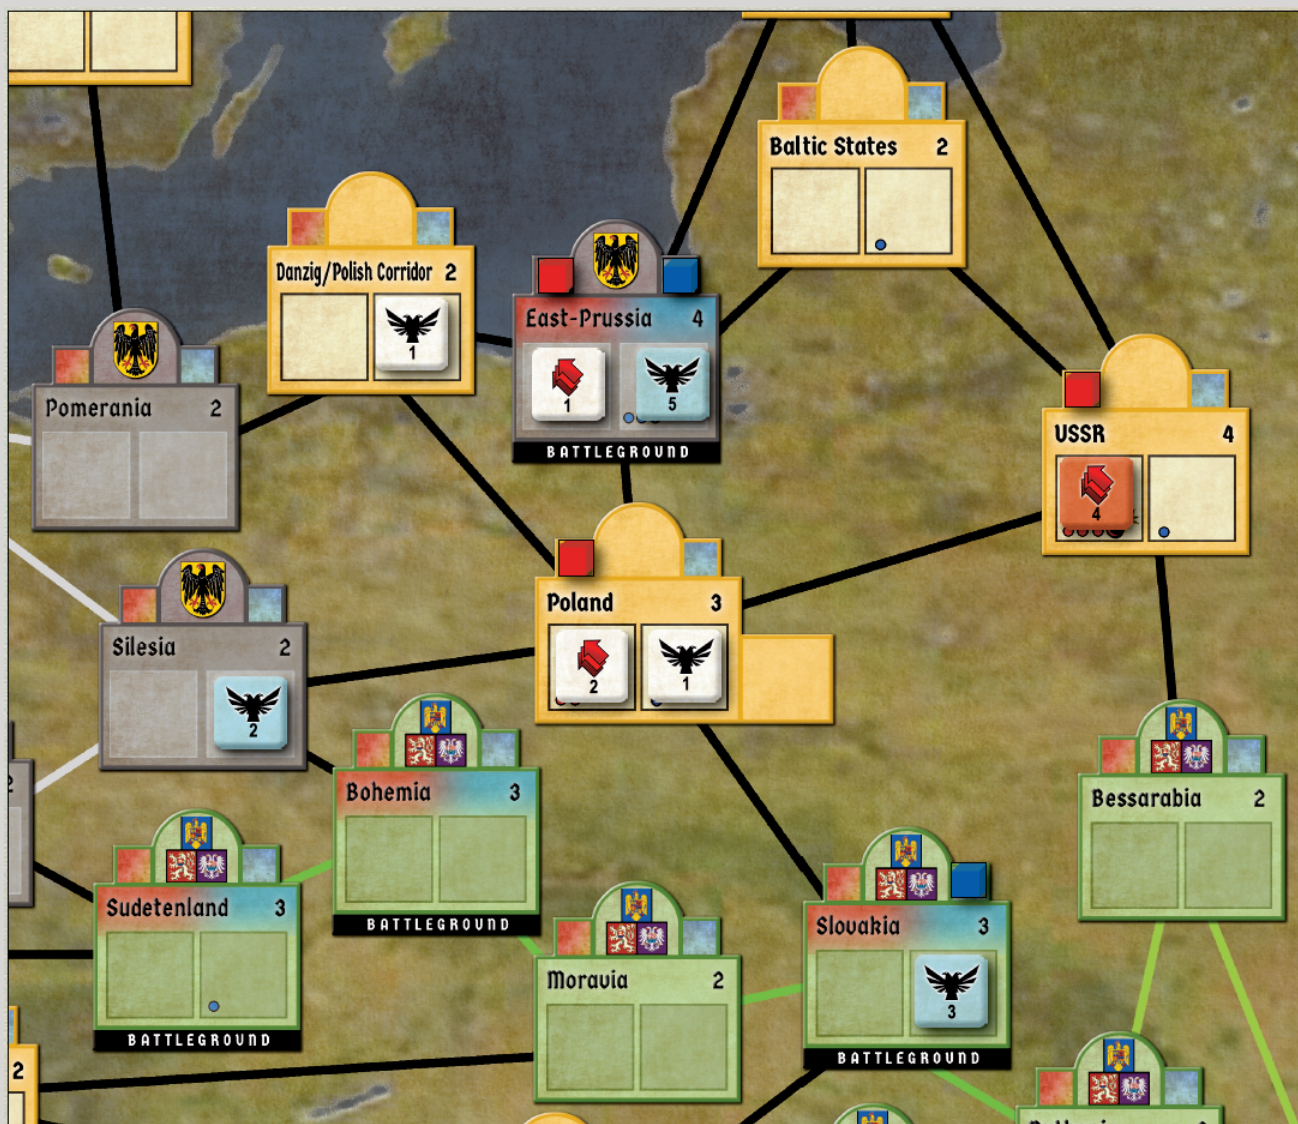 Baltic States 2
Danzig/Polish Corridor 2
1
East-Prussia 4
1 5
BATTLEGROUND
Pomerania 2
USSR 4
4
Poland 3
2 1
Silesia 2
2
2
Bohemia 3
BATTLEGROUND
Bessarabia 2
Sudetenland 3
BATTLEGROUND
Slovakia 3
3
BATTLEGROUND
Moravia 2
2